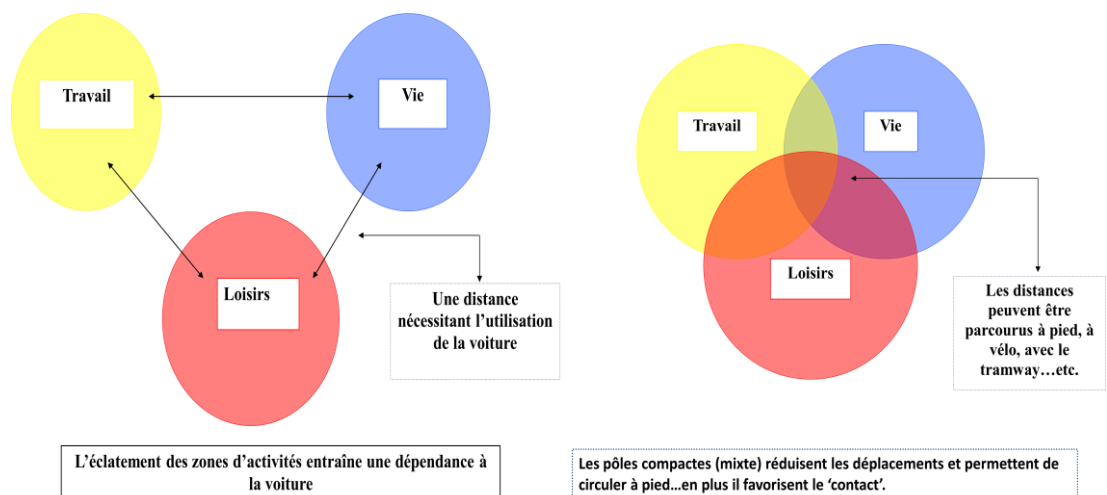 Travail
Vie
Loisirs
Une distance
nécessitant l’utilisation
de la voiture
L’éclatement des zones d’activités entraîne une dépendance à
la voiture
Travail
Vie
Loisirs
Les distances
peuvent être
parcourus à pied, à
vélo, avec le
tramway…etc.
Les pôles compactes (mixte) réduisent les déplacements et permettent de
circuler à pied…en plus il favorisent le ‘contact’.